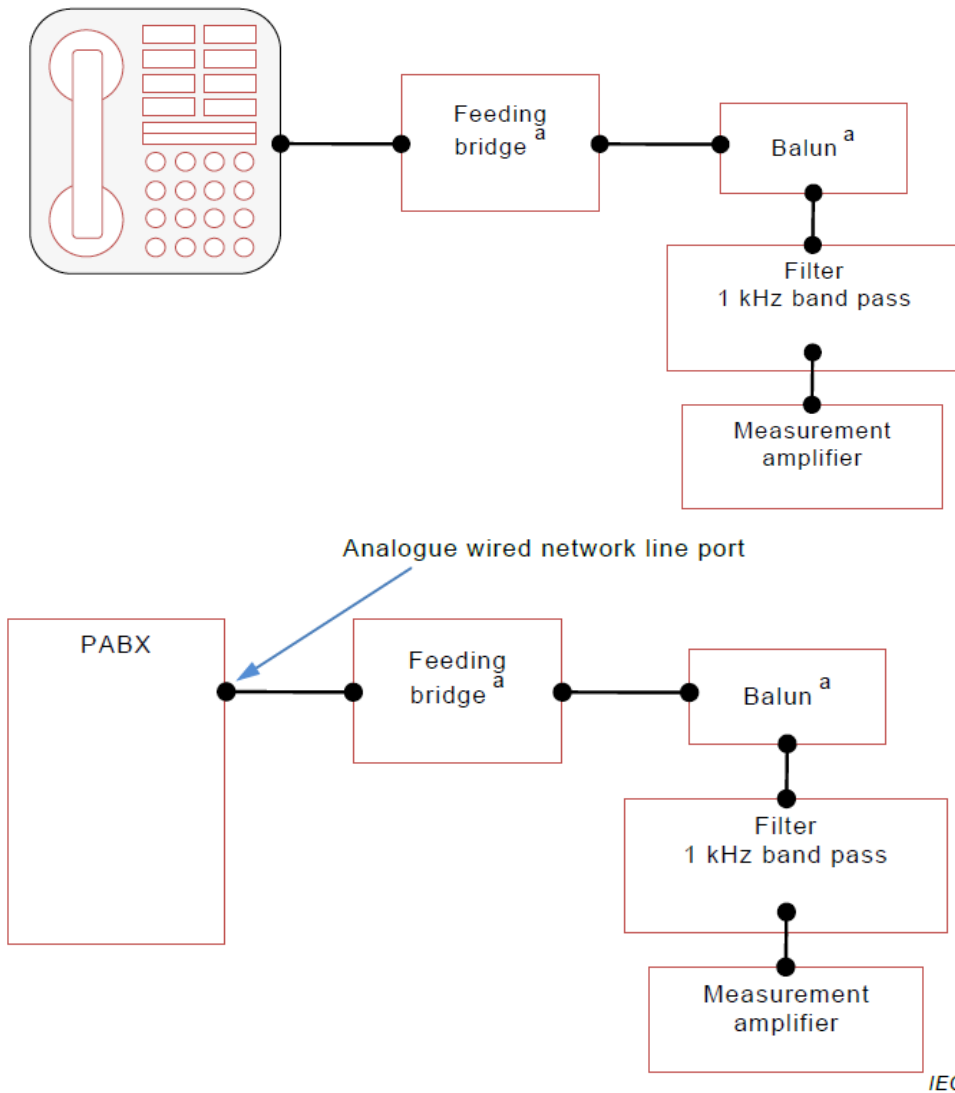 Feeding
bridge a
Balun a
Filter
1 kHz band pass
Measurement
amplifier
Analogue wired network line port
PABX
Feeding
bridge a
Balun a
Filter
1 kHz band pass
Measurement
amplifier
IEC